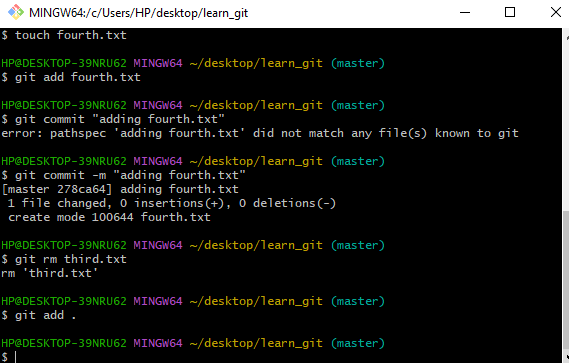 MINGW64:/c/Users/HP/desktop/learn_git
$ touch fourth.txt
HP@DESKTOP-39NRU62 MINGW64 ~/desktop/learn_git (master)
$ git add fourth.txt
HP@DESKTOP-39NRU62 MINGW64 ~/desktop/learn_git (master)
$ git commit "adding fourth.txt"
error: pathspec 'adding fourth.txt' did not match any file(s) known to git
HP@DESKTOP-39NRU62 MINGW64 ~/desktop/learn_git (master)
$ git commit -m "adding fourth.txt"
[master 278ca64] adding fourth.txt
1 file changed, 0 insertions(+), 0 deletions(-)
create mode 100644 fourth.txt
HP@DESKTOP-39NRU62 MINGW64 ~/desktop/learn_git (master)
$ git rm third.txt
rm 'third.txt'
HP@DESKTOP-39NRU62 MINGW64 ~/desktop/learn_git (master)
$ git add .
HP@DESKTOP-39NRU62 MINGW64 ~/desktop/learn_git (master)
$